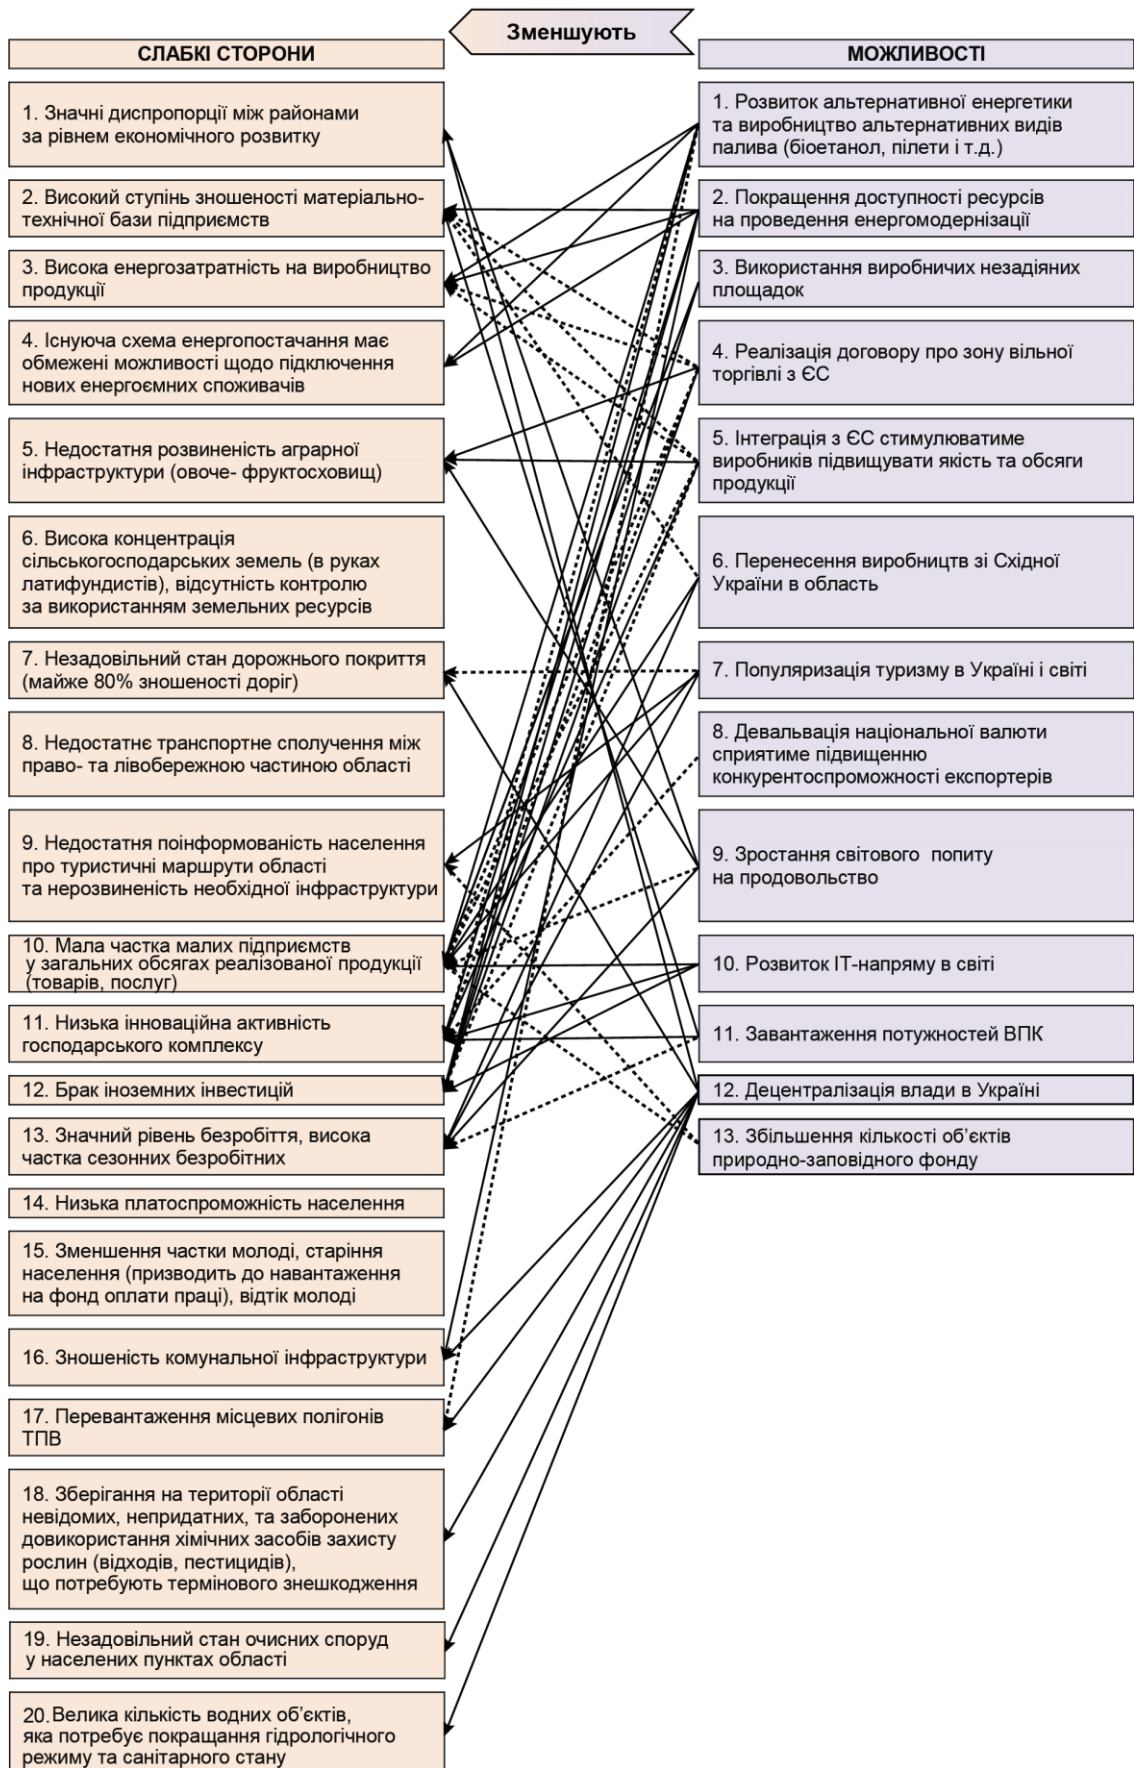 Зменшують
СЛАБКІ СТОРОНИ
1. Значні диспропорції між районами
за рівнем економічного розвитку
2. Високий ступінь зношеності матеріально-
технічної бази підприємств
3. Висока енергозатратність на виробництво
продукції
4. Існуюча схема енергопостачання має
обмежені можливості щодо підключення
нових енергоємних споживачів
5. Недостатня розвиненість аграрної
інфраструктури (овоче- фруктосховищ)
6. Висока концентрація
сільськогосподарських земель (в руках
латифундистів), відсутність контролю
за використанням земельних ресурсів
7. Незадовільний стан дорожнього покриття
(майже 80% зношеності доріг)
8. Недостатнє транспортне сполучення між
право- та лівобережною частиною області
9. Недостатня поінформованість населення
про туристичні маршрути області
та нерозвиненість необхідної інфраструктури
10. Мала частка малих підприємств
у загальних обсягах реалізованої продукції
(товарів, послуг)
11. Низька інноваційна активність
господарського комплексу
12. Брак іноземних інвестицій
13. Значний рівень безробіття, висока
частка сезонних безробітних
14. Низька платоспроможність населення
15. Зменшення частки молоді, старіння
населення (призводить до навантаження
на фонд оплати праці), відтік молоді
16. Зношеність комунальної інфраструктури
17. Перевантаження місцевих полігонів
ТПВ
18. Зберігання на території області
невідомих, непридатних, та заборонених
довикористання хімічних засобів захисту
рослин (відходів, пестицидів),
що потребують термінового знешкодження
19. Незадовільний стан очисних споруд
у населених пунктах області
20. Велика кількість водних об’єктів,
яка потребує покращання гідрологічного
режиму та санітарного стану
МОЖЛИВОСТІ
1. Розвиток альтернативної енергетики
та виробництво альтернативних видів
палива (біоетанол, пілети і т.д.)
2. Покращення доступності ресурсів
на проведення енергомодернізації
3. Використання виробничих незадіяних
площадок
4. Реалізація договору про зону вільної
торгівлі з ЄС
5. Інтеграція з ЄС стимулюватиме
виробників підвищувати якість та обсяги
продукції
6. Перенесення виробництв зі Східної
України в область
7. Популяризація туризму в Україні і світі
8. Девальвація національної валюти
сприятиме підвищенню
конкурентоспроможності експортерів
9. Зростання світового попиту
на продовольство
10. Розвиток ІТ-напряму в світі
11. Завантаження потужностей ВПК
12. Децентралізація влади в Україні
13. Збільшення кількості об’єктів
природно-заповідного фонду